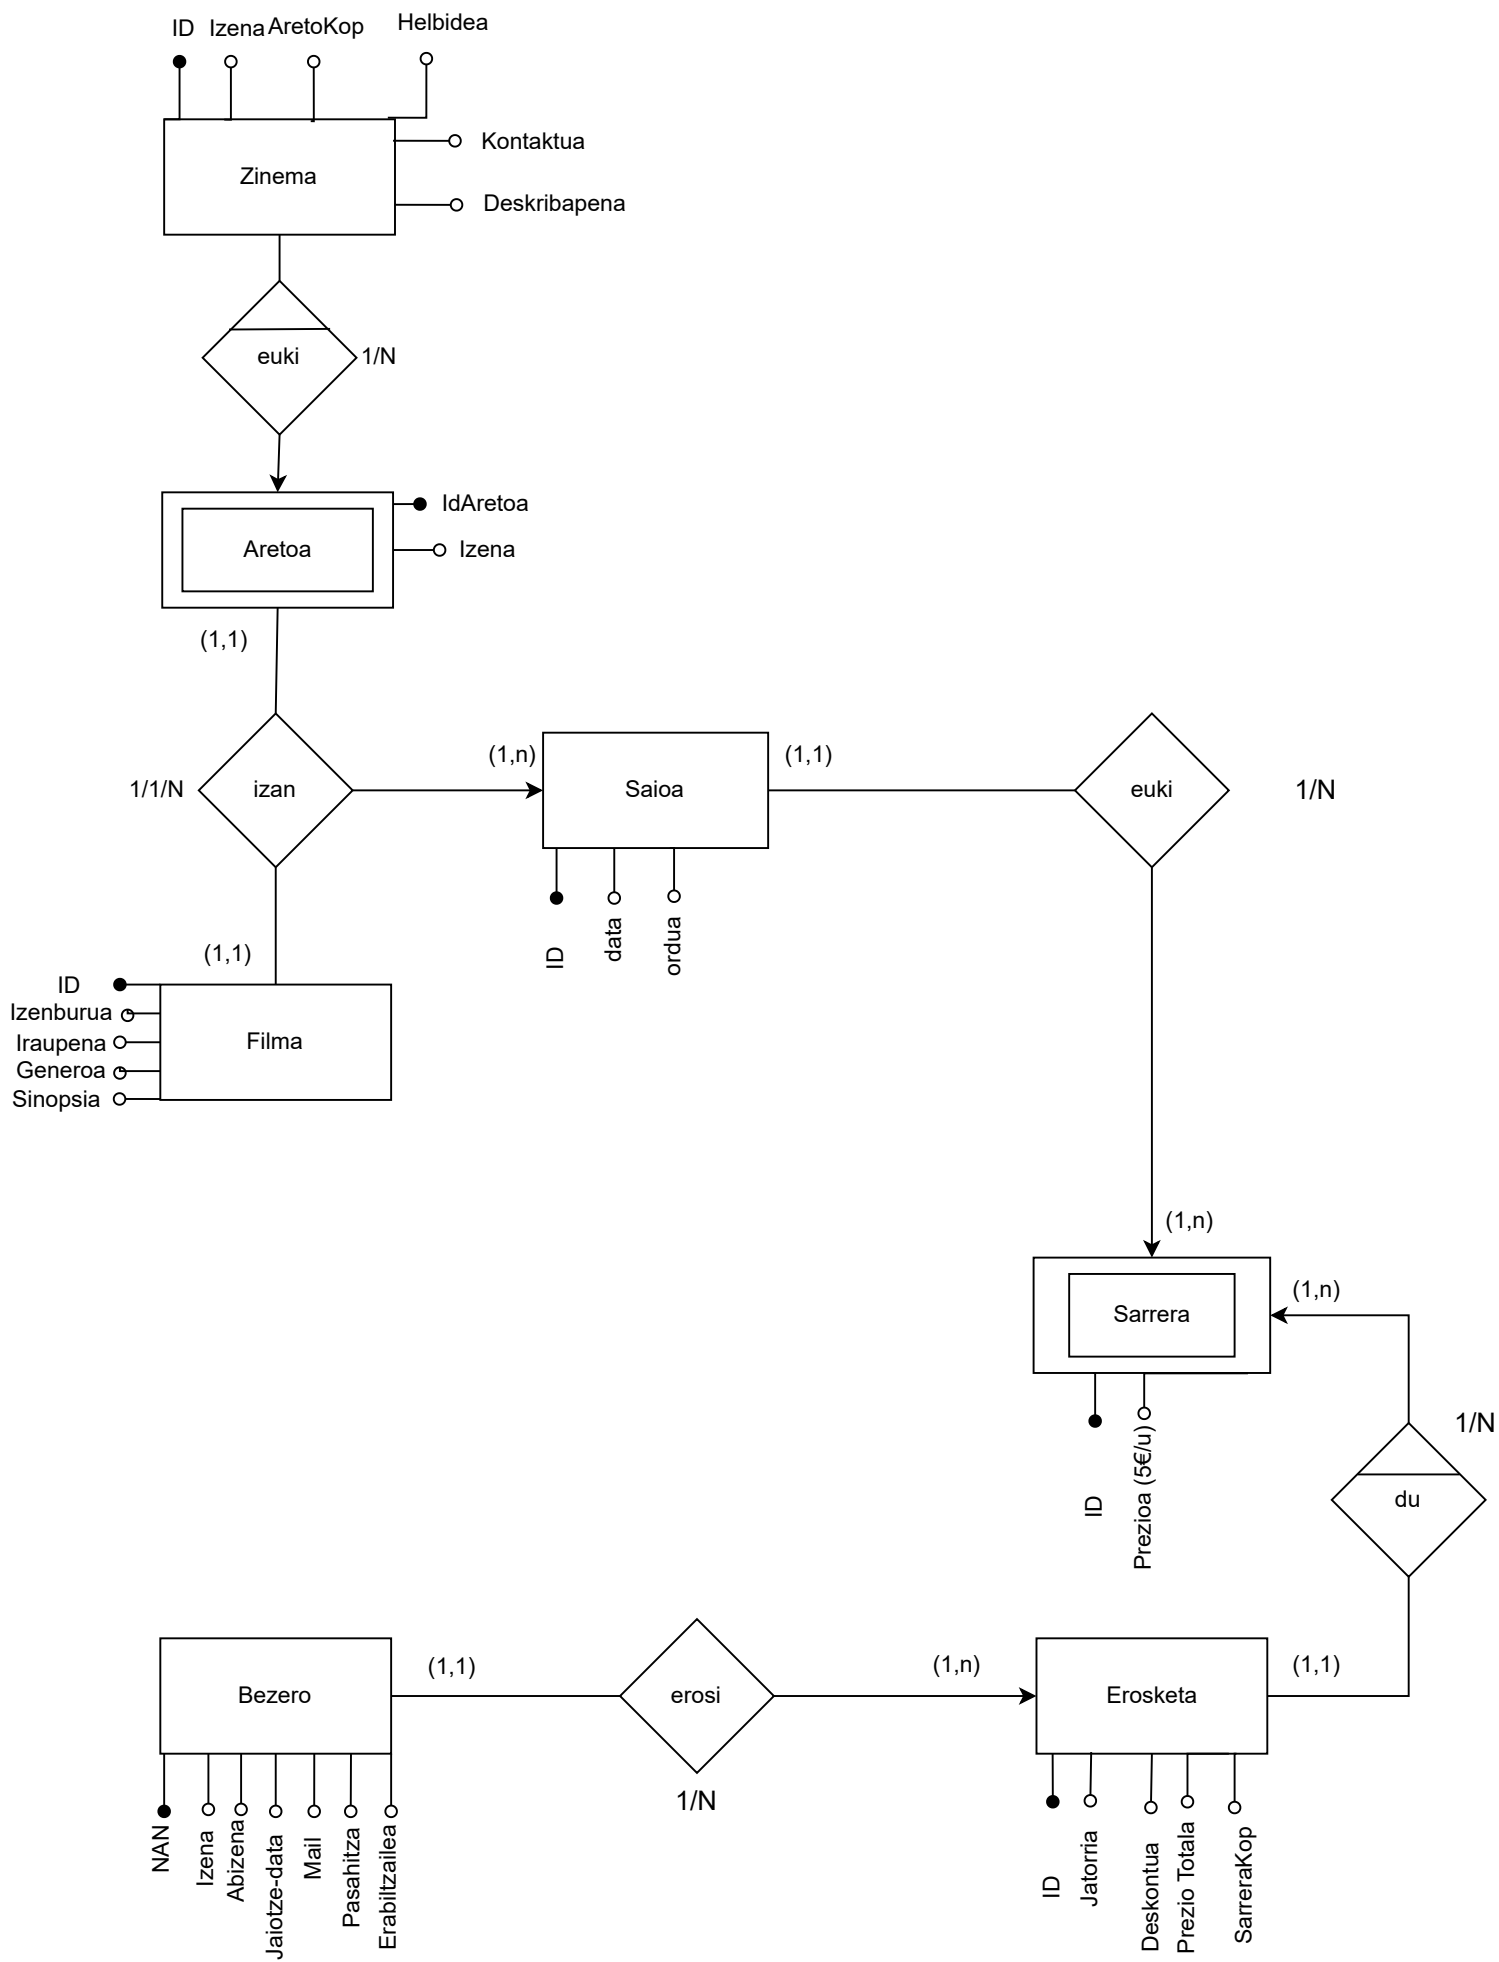 ID
Izena
AretoKop
Helbidea
Kontaktua
Zinema
Deskribapena
euki
1/N
IdAretoa
Aretoa
Izena
(1,1)
(1,n)
(1,1)
1/1/N
izan
Saioa
euki
1/N
ID
data
ordua
(1,1)
ID
Izenburua
Iraupena
Filma
Generoa
Sinopsia
(1,n)
(1,n)
Sarrera
1/N
ID
Prezioa (5€/u)
du
(1,1)
(1,n)
(1,1)
Bezero
erosi
Erosketa
1/N
NAN
Izena
Abizena
Jaiotze-data
Mail
Pasahitza
Erabiltzailea
ID
Jatorria
Deskontua
Prezio Totala
SarreraKop